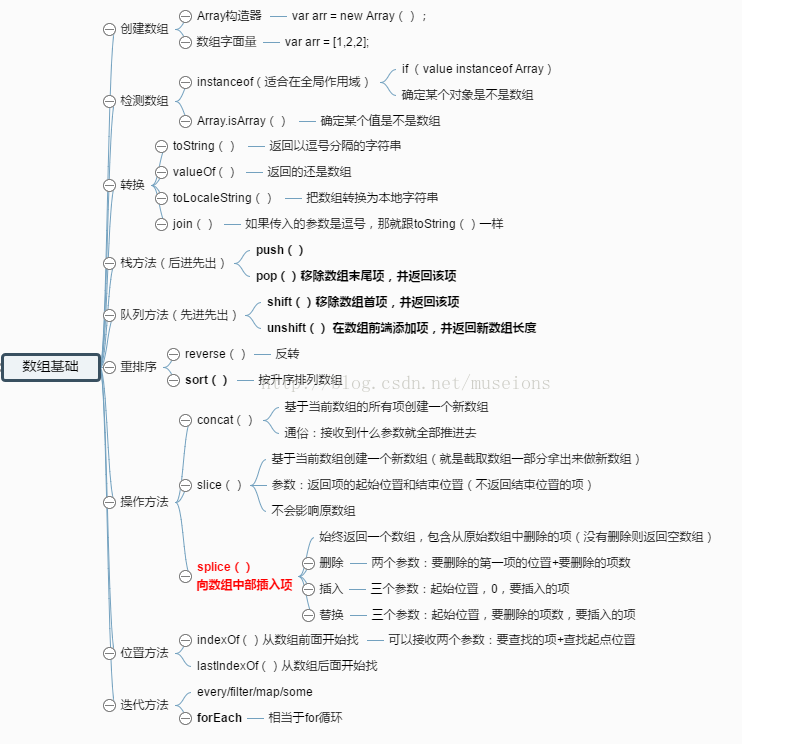 数组基础
创建数组
Array构造器
var arr = new Array（ ）；
数组字面量
var arr = [1,2,2];
检测数组
instanceof（适合在全局作用域）
if（ value instanceof Array）
确定某个对象是不是数组
Array.isArray（ ）
确定某个值是不是数组
转换
toString（ ）
返回以逗号分隔的字符串
valueOf（ ）
返回的还是数组
toLocaleString（ ）
把数组转换为本地字符串
join（ ）
如果传入的参数是逗号，那就跟toString（ ）一样
栈方法（后进先出）
push（ ）
pop（ ）移除数组末尾项，并返回该项
队列方法（先进先出）
shift（ ）移除数组首项，并返回该项
unshift（ ）在数组前端添加项，并返回新数组长度
重排序
reverse（ ）
反转
sort（ ）
按升序排列数组
http://blog.csdn.net/museions
操作方法
concat（ ）
基于当前数组的所有项创建一个新数组
通俗：接收到什么参数就全部推进去
slice（ ）
基于当前数组创建一个新数组（就是截取数组一部分拿出来做新数组）
参数：返回项的起始位置和结束位置（不返回结束位置的项）
不会影响原数组
splice（ ）
向数组中部插入项
始终返回一个数组，包含从原始数组中删除的项（没有删除则返回空数组）
删除
两个参数：要删除的第一项的位置+要删除的项数
插入
三个参数：起始位置，0，要插入的项
替换
三个参数：起始位置，要删除的项数，要插入的项
位置方法
indexOf（ ）从数组前面开始找
可以接收两个参数：要查找的项+查找起点位置
lastIndexOf（ ）从数组后面开始找
迭代方法
every/filter/map/some
forEach
相当于for循环